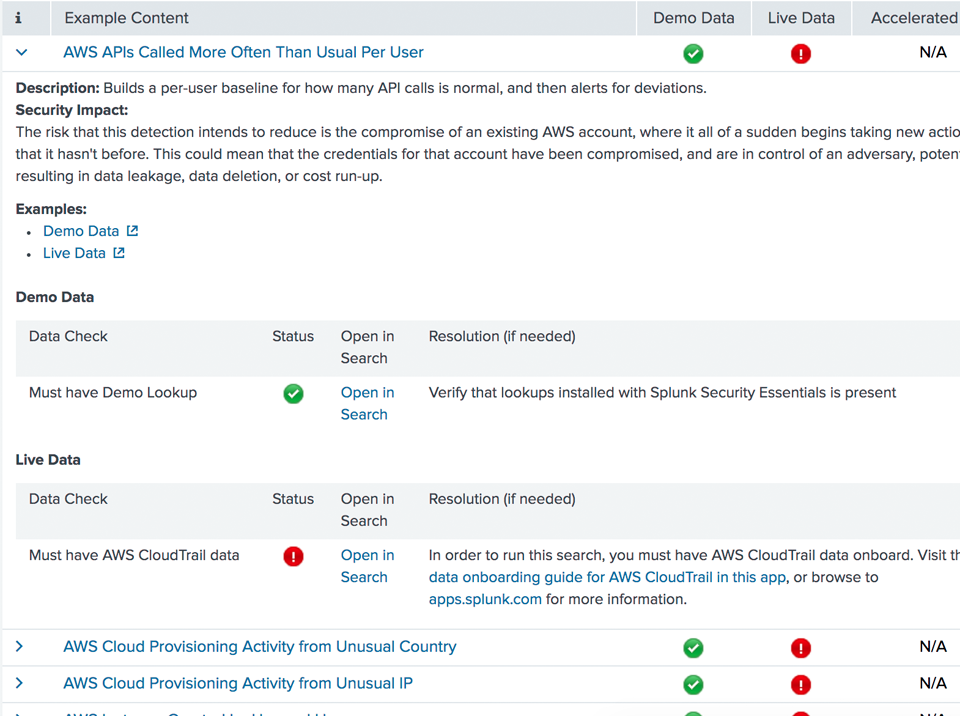 i Example Content Demo Data Live Data Accelerated
AWS APIs Called More Often Than Usual Per User N/A
Description: Builds a per-user baseline for how many API calls is normal, and then alerts for deviations.
Security Impact:
The risk that this detection intends to reduce is the compromise of an existing AWS account, where it all of a sudden begins taking new actio
that it hasn't before. This could mean that the credentials for that account have been compromised, and are in control of an adversary, poten
resulting in data leakage, data deletion, or cost run-up.
Examples:
• Demo Data
• Live Data
Demo Data
Data Check Status Open in Search Resolution (if needed)
Must have Demo Lookup Open in Search Verify that lookups installed with Splunk Security Essentials is present
Live Data
Data Check Status Open in Search Resolution (if needed)
Must have AWS CloudTrail data Open in Search In order to run this search, you must have AWS CloudTrail data onboard. Visit th
data onboarding guide for AWS CloudTrail in this app, or browse to
apps.splunk.com for more information.
AWS Cloud Provisioning Activity from Unusual Country N/A
AWS Cloud Provisioning Activity from Unusual IP N/A